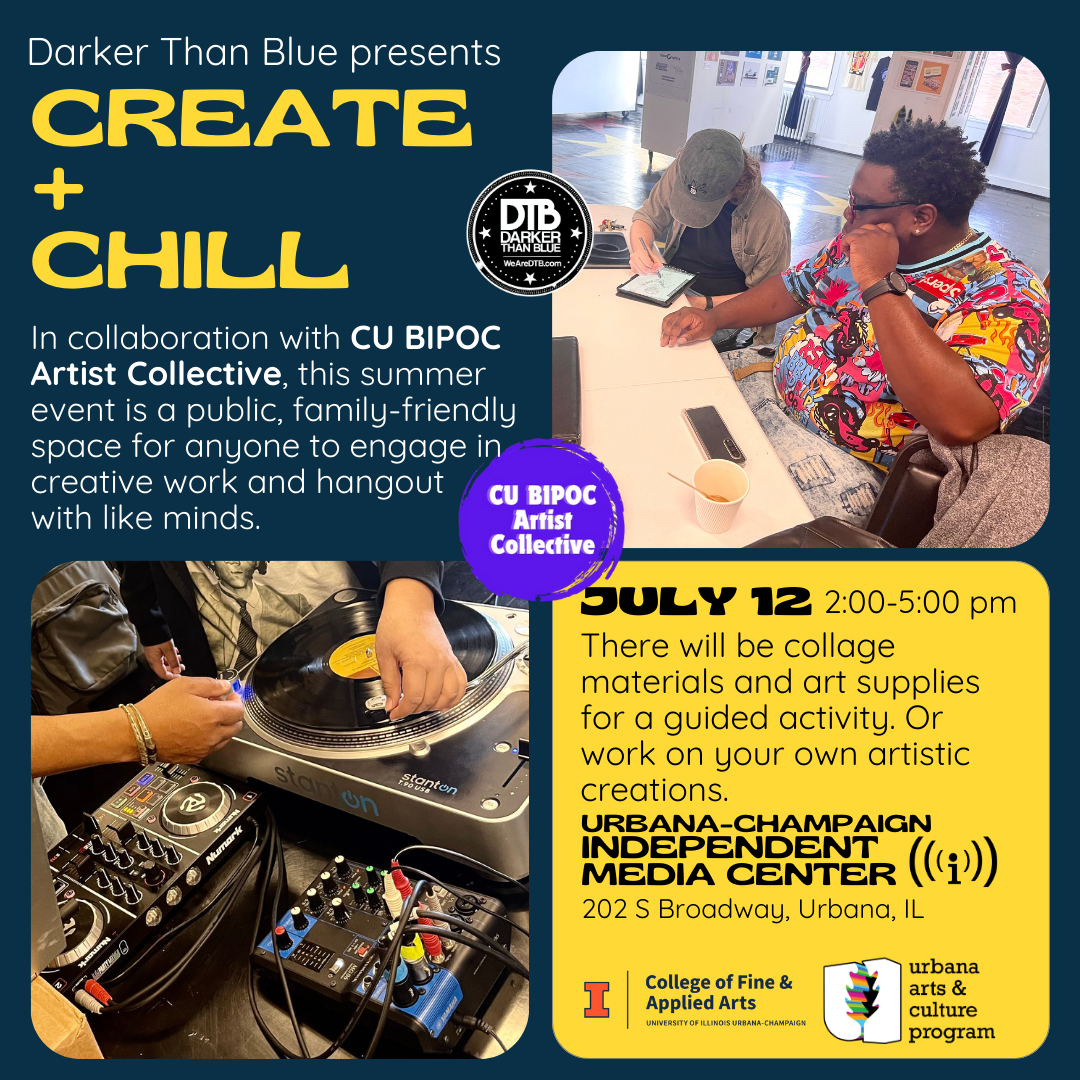 Darker Than Blue presents
CREATE
+
CHILL
DTB
DARKER
THAN BLUE
WeAreDTB.com
In collaboration with CU BIPOC
Artist Collective, this summer
event is a public, family-friendly
space for anyone to engage in
creative work and hangout
with like minds.
CU BIPOC
Artist
Collective
stanton
stanton
T.90 USB
Numark
Numark
JULY 12 2:00-5:00 pm
There will be collage
materials and art supplies
for a guided activity. Or
work on your own artistic
creations.
URBANA-CHAMPAIGN
INDEPENDENT
MEDIA CENTER ((i))
202 S Broadway, Urbana, IL
I
College of Fine &
Applied Arts
UNIVERSITY OF ILLINOIS URBANA-CHAMPAIGN
urbana
arts &
culture
program